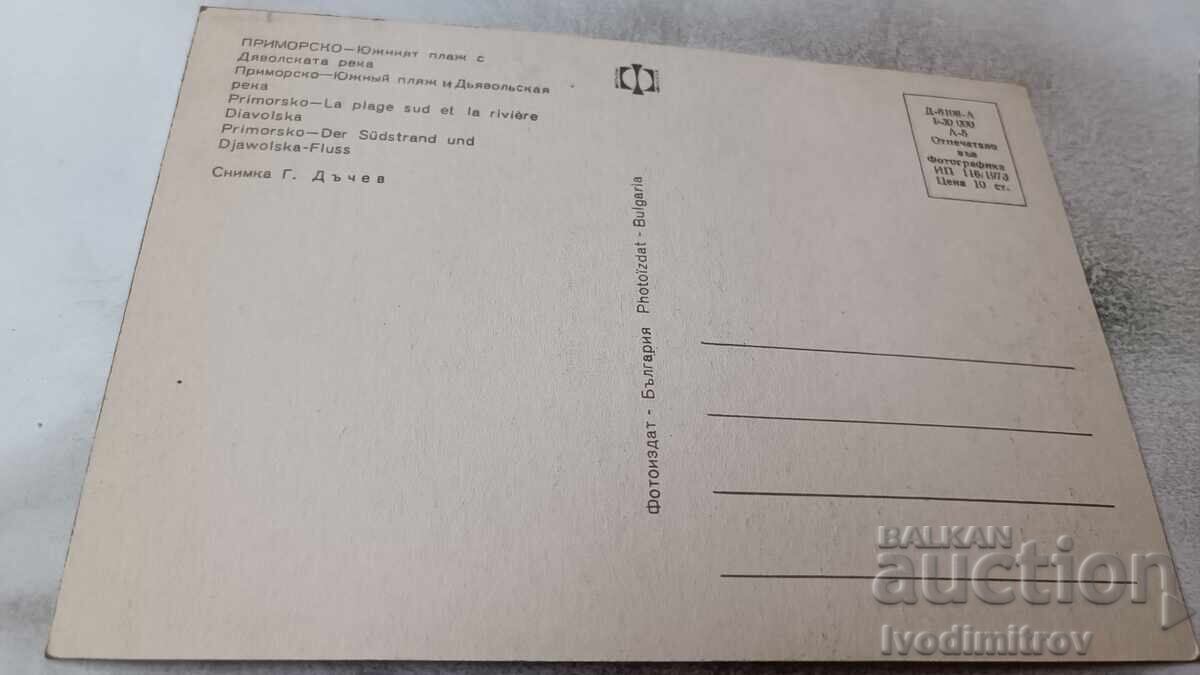 ПРИМОРСКО—Южният плаж с
Дяволската река
Приморско—Южный пляж и Дьявольская
река
Primorsko—La plage sud et la rivière
Diavolska
Primorsko—Der Südstrand und
Djawolska-Fluss
Снимка Г. Дъчев
Фотоиздат - България Photoïzdat - Bulgaria
Отпечатано
във
Фотографика
Цена 10 ст.
BALKAN
auction
Ivodimitrov